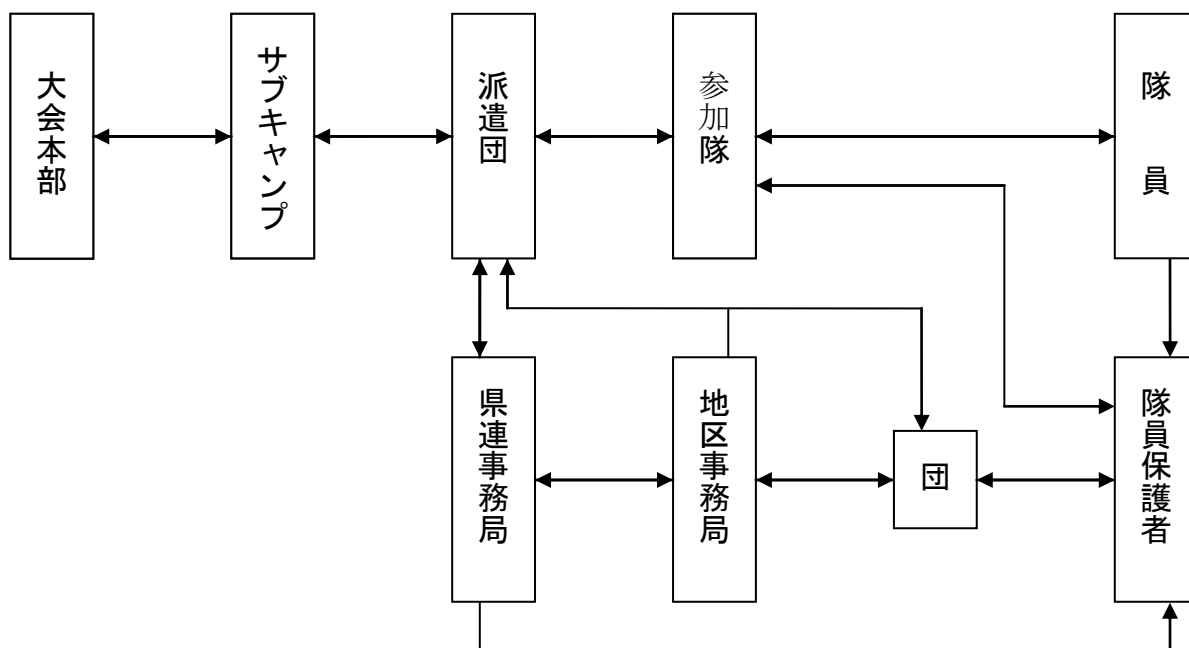 大会本部
サブキャンプ
派遣団
参加隊
隊員
県連事務局
地区事務局
団
隊員保護者